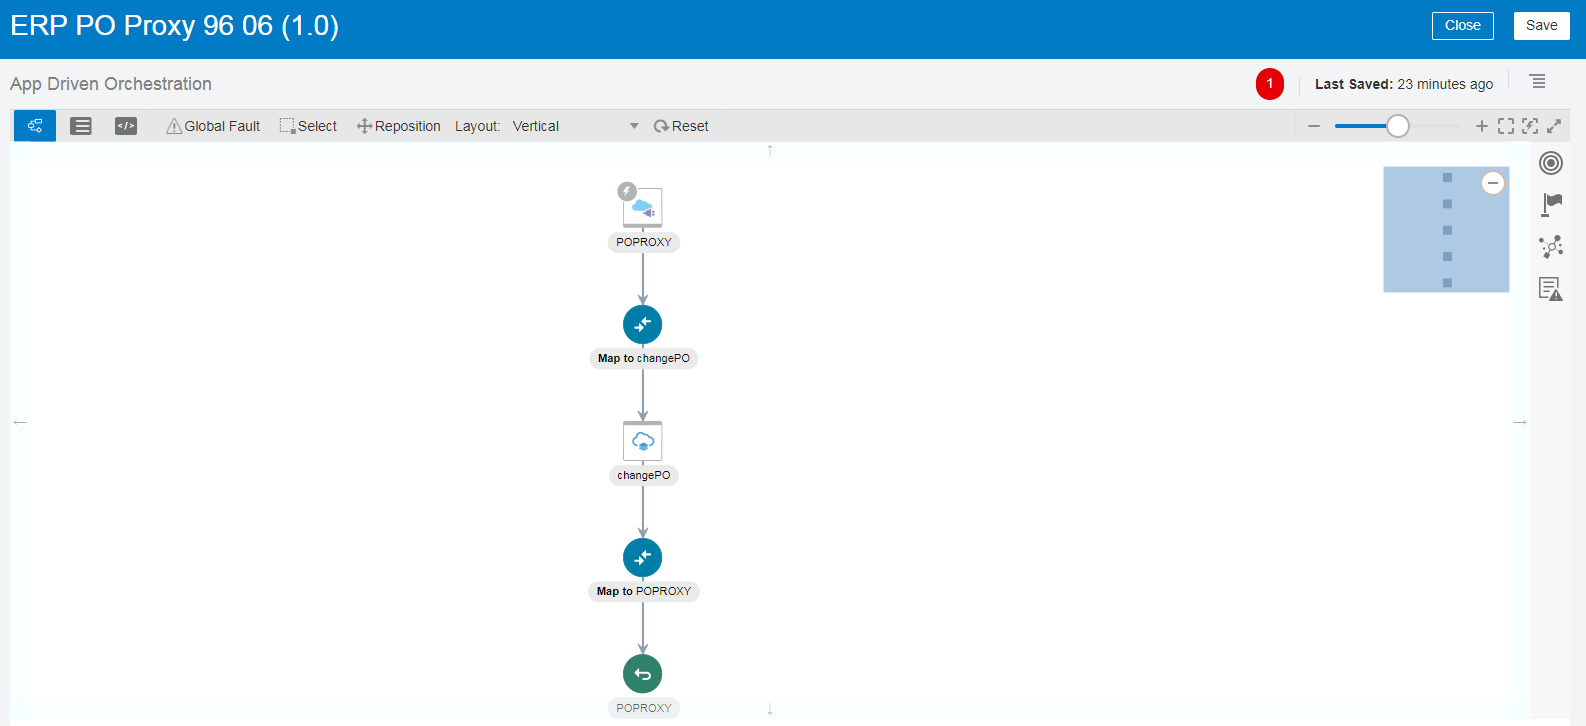 ERP PO Proxy 96 06 (1.0)
Close
Save
App Driven Orchestration
1
Last Saved: 23 minutes ago
</>
Global Fault
Select
Reposition
Layout: Vertical
Reset
POPROXY
Map to changePO
changePO
Map to POPROXY
POPROXY